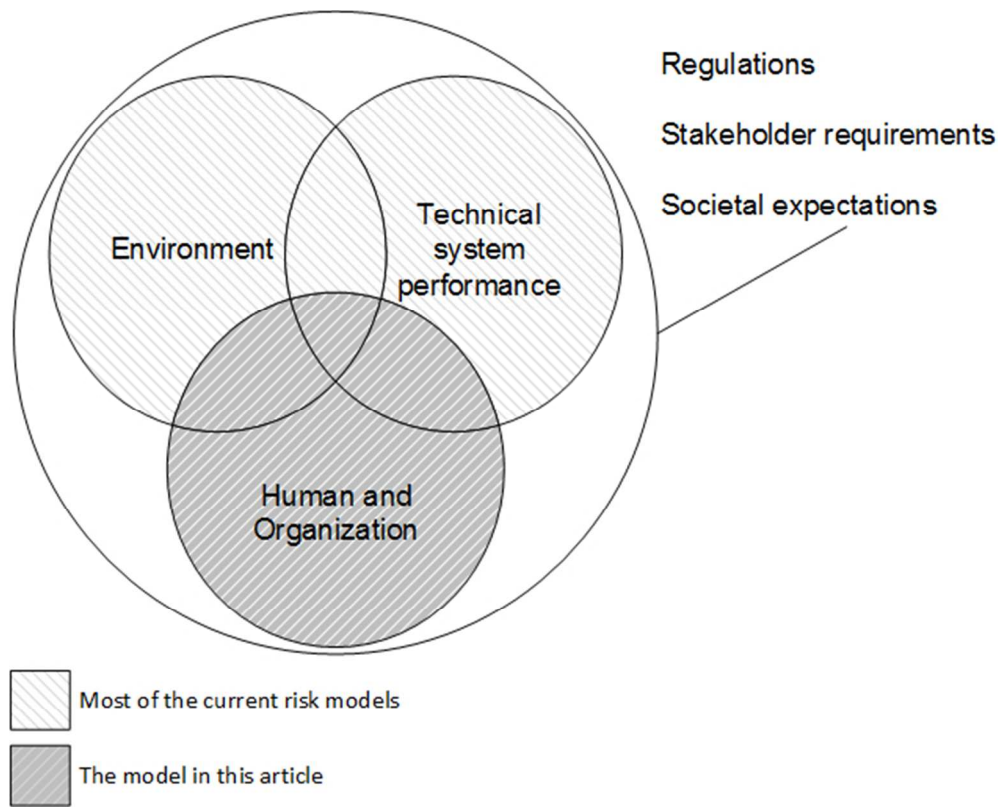 Regulations
Stakeholder requirements
Societal expectations
Environment
Technical
system
performance
Human and
Organization
Most of the current risk models
The model in this article